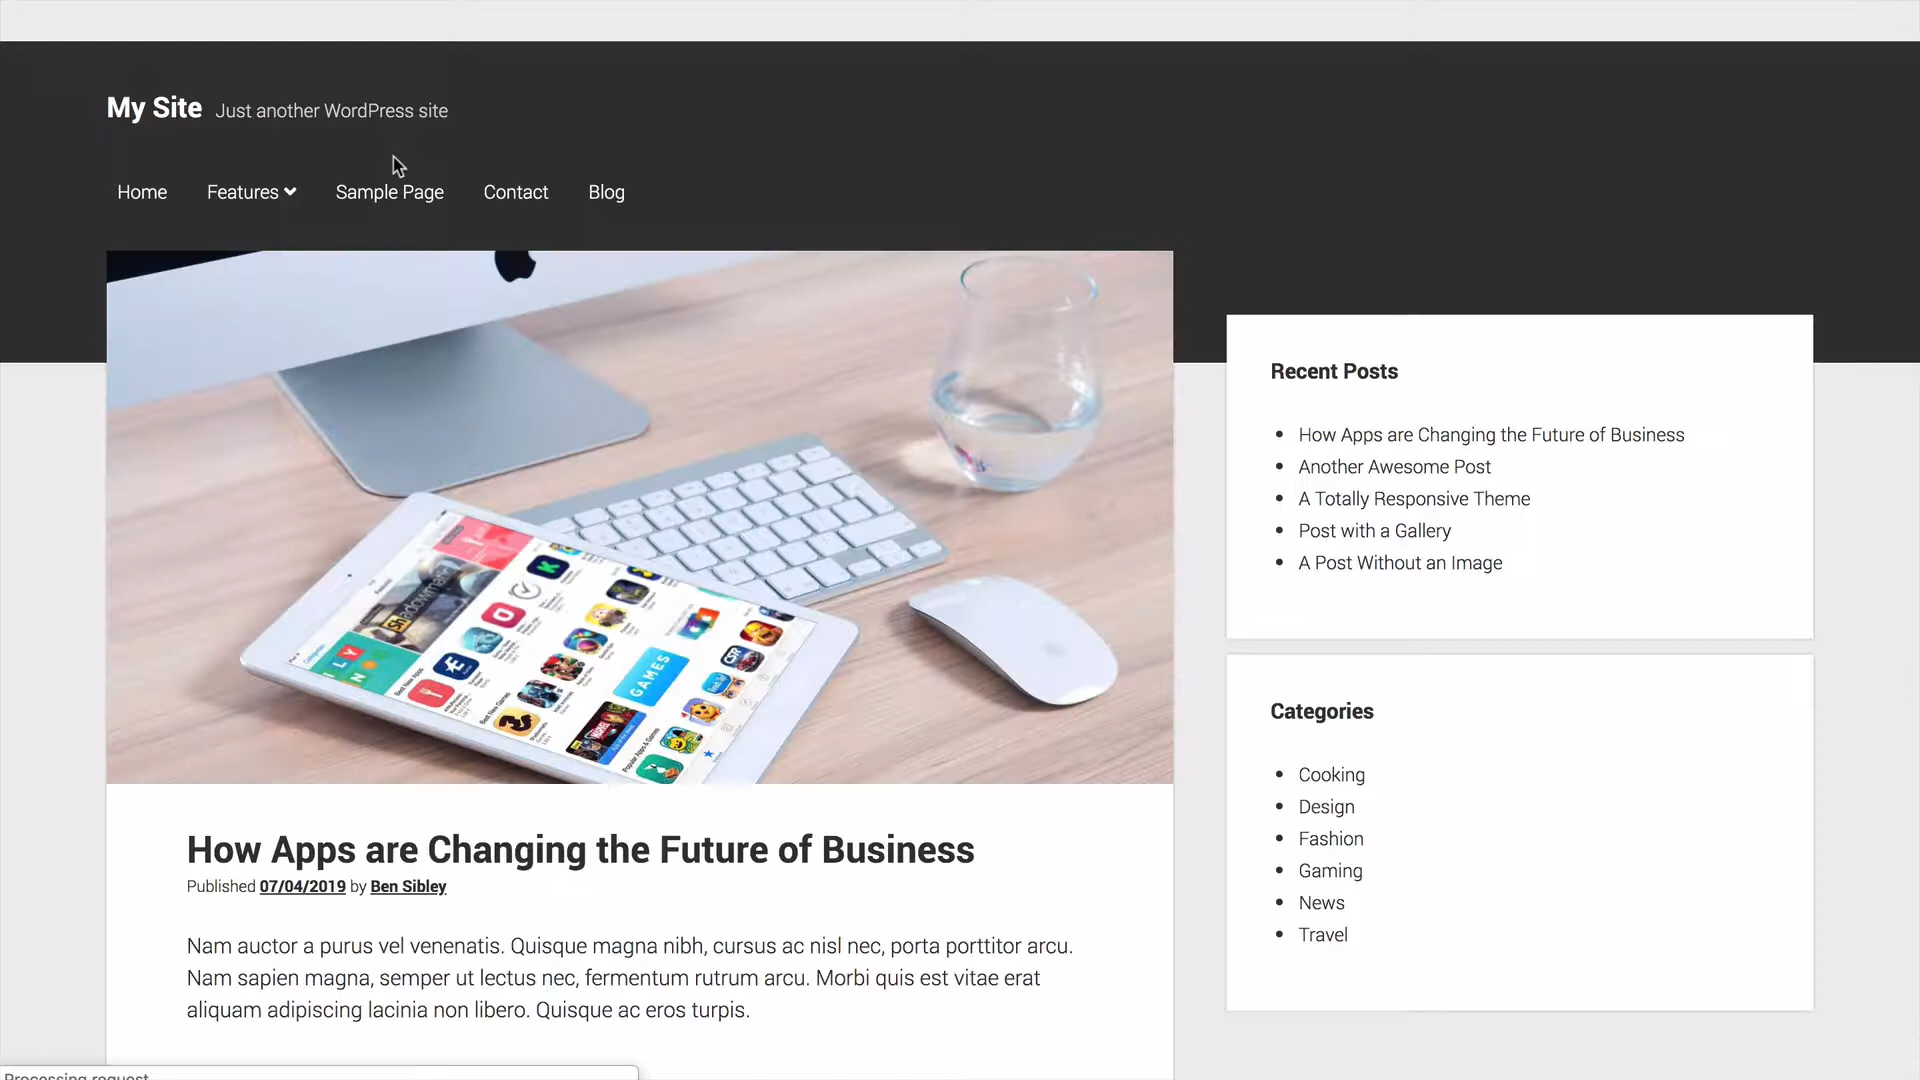 My Site Just another WordPress site
Home Features Sample Page Contact Blog
GAMES
CSR
How Apps are Changing the Future of Business
Published 07/04/2019 by Ben Sibley
Nam auctor a purus vel venenatis. Quisque magna nibh, cursus ac nisl nec, porta porttitor arcu.
Nam sapien magna, semper ut lectus nec, fermentum rutrum arcu. Morbi quis est vitae erat
aliquam adipiscing lacinia non libero. Quisque ac eros turpis.
Recent Posts
How Apps are Changing the Future of Business
Another Awesome Post
A Totally Responsive Theme
Post with a Gallery
A Post Without an Image
Categories
Cooking
Design
Fashion
Gaming
News
Travel
Processing request